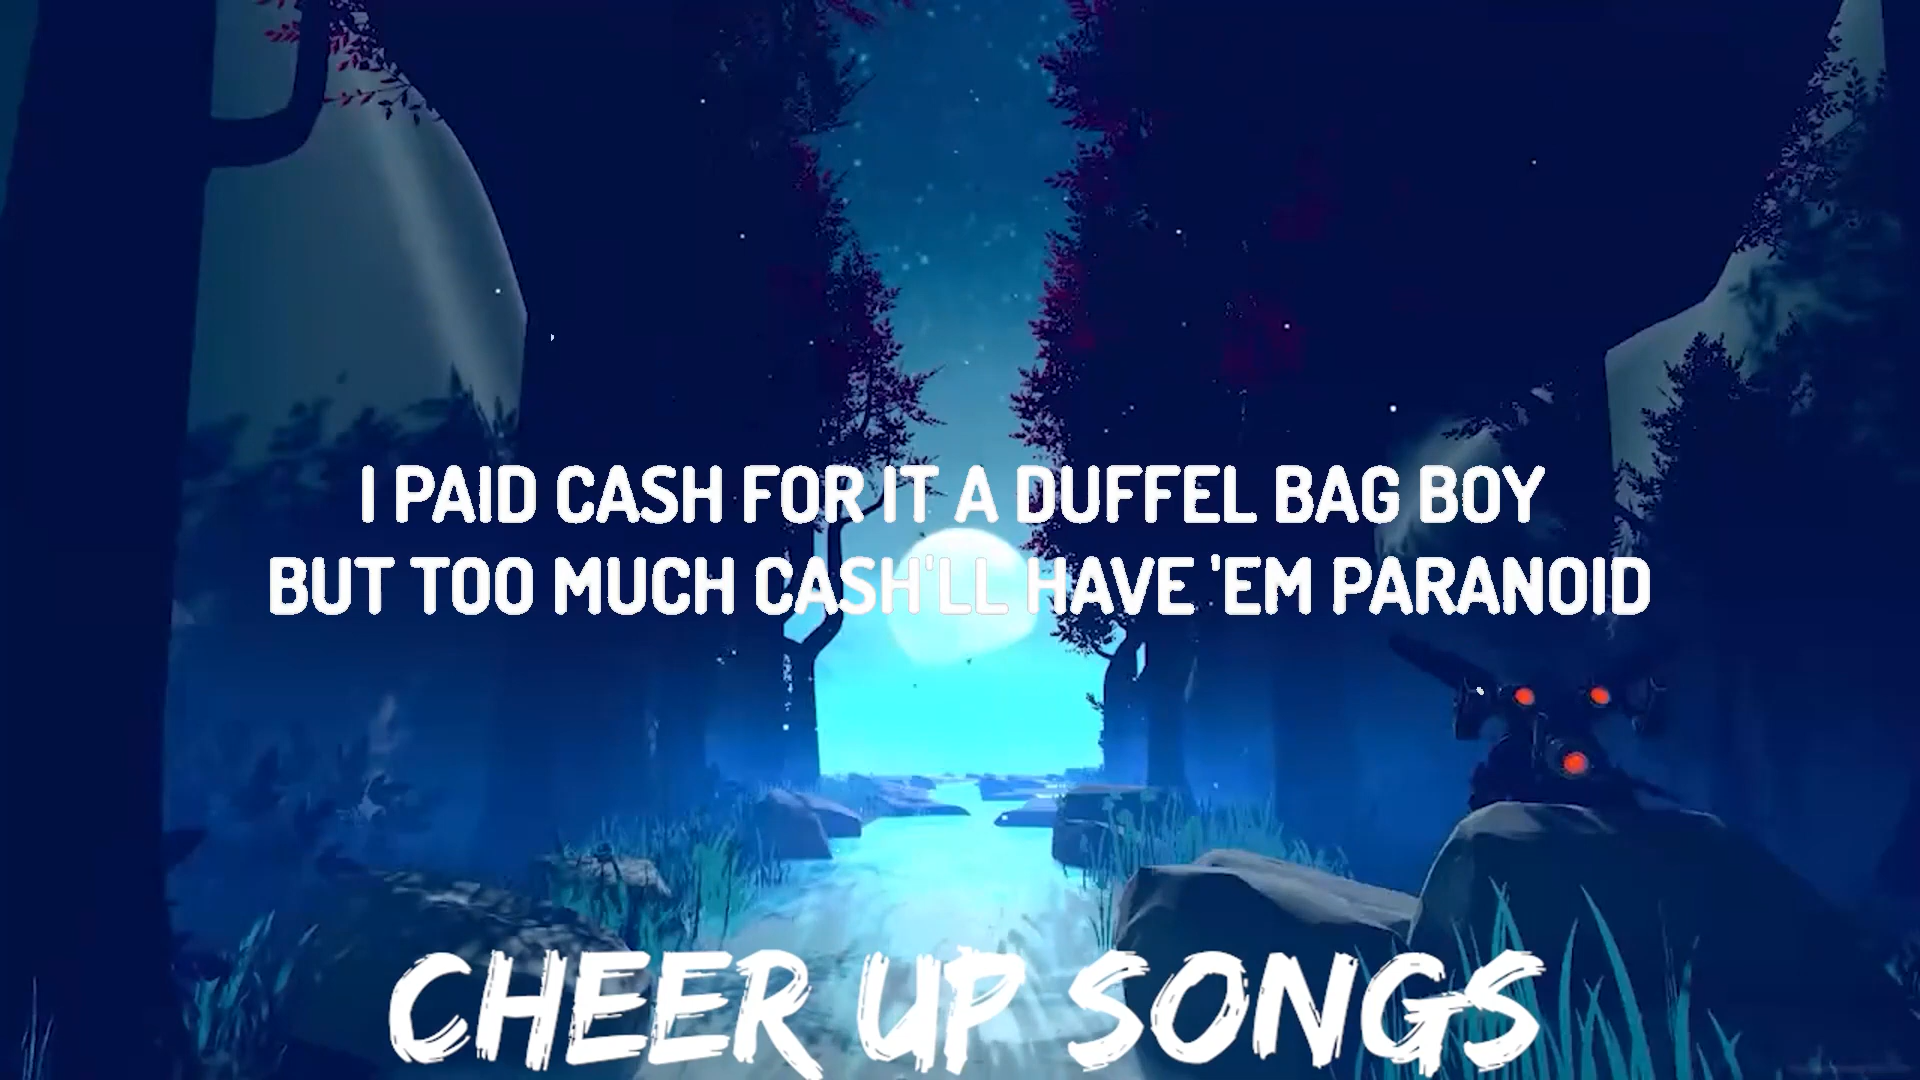 I PAID CASH FOR IT A DUFFEL BAG BOY
BUT TOO MUCH CASH'LL HAVE 'EM PARANOID
CHEER UP SONGS